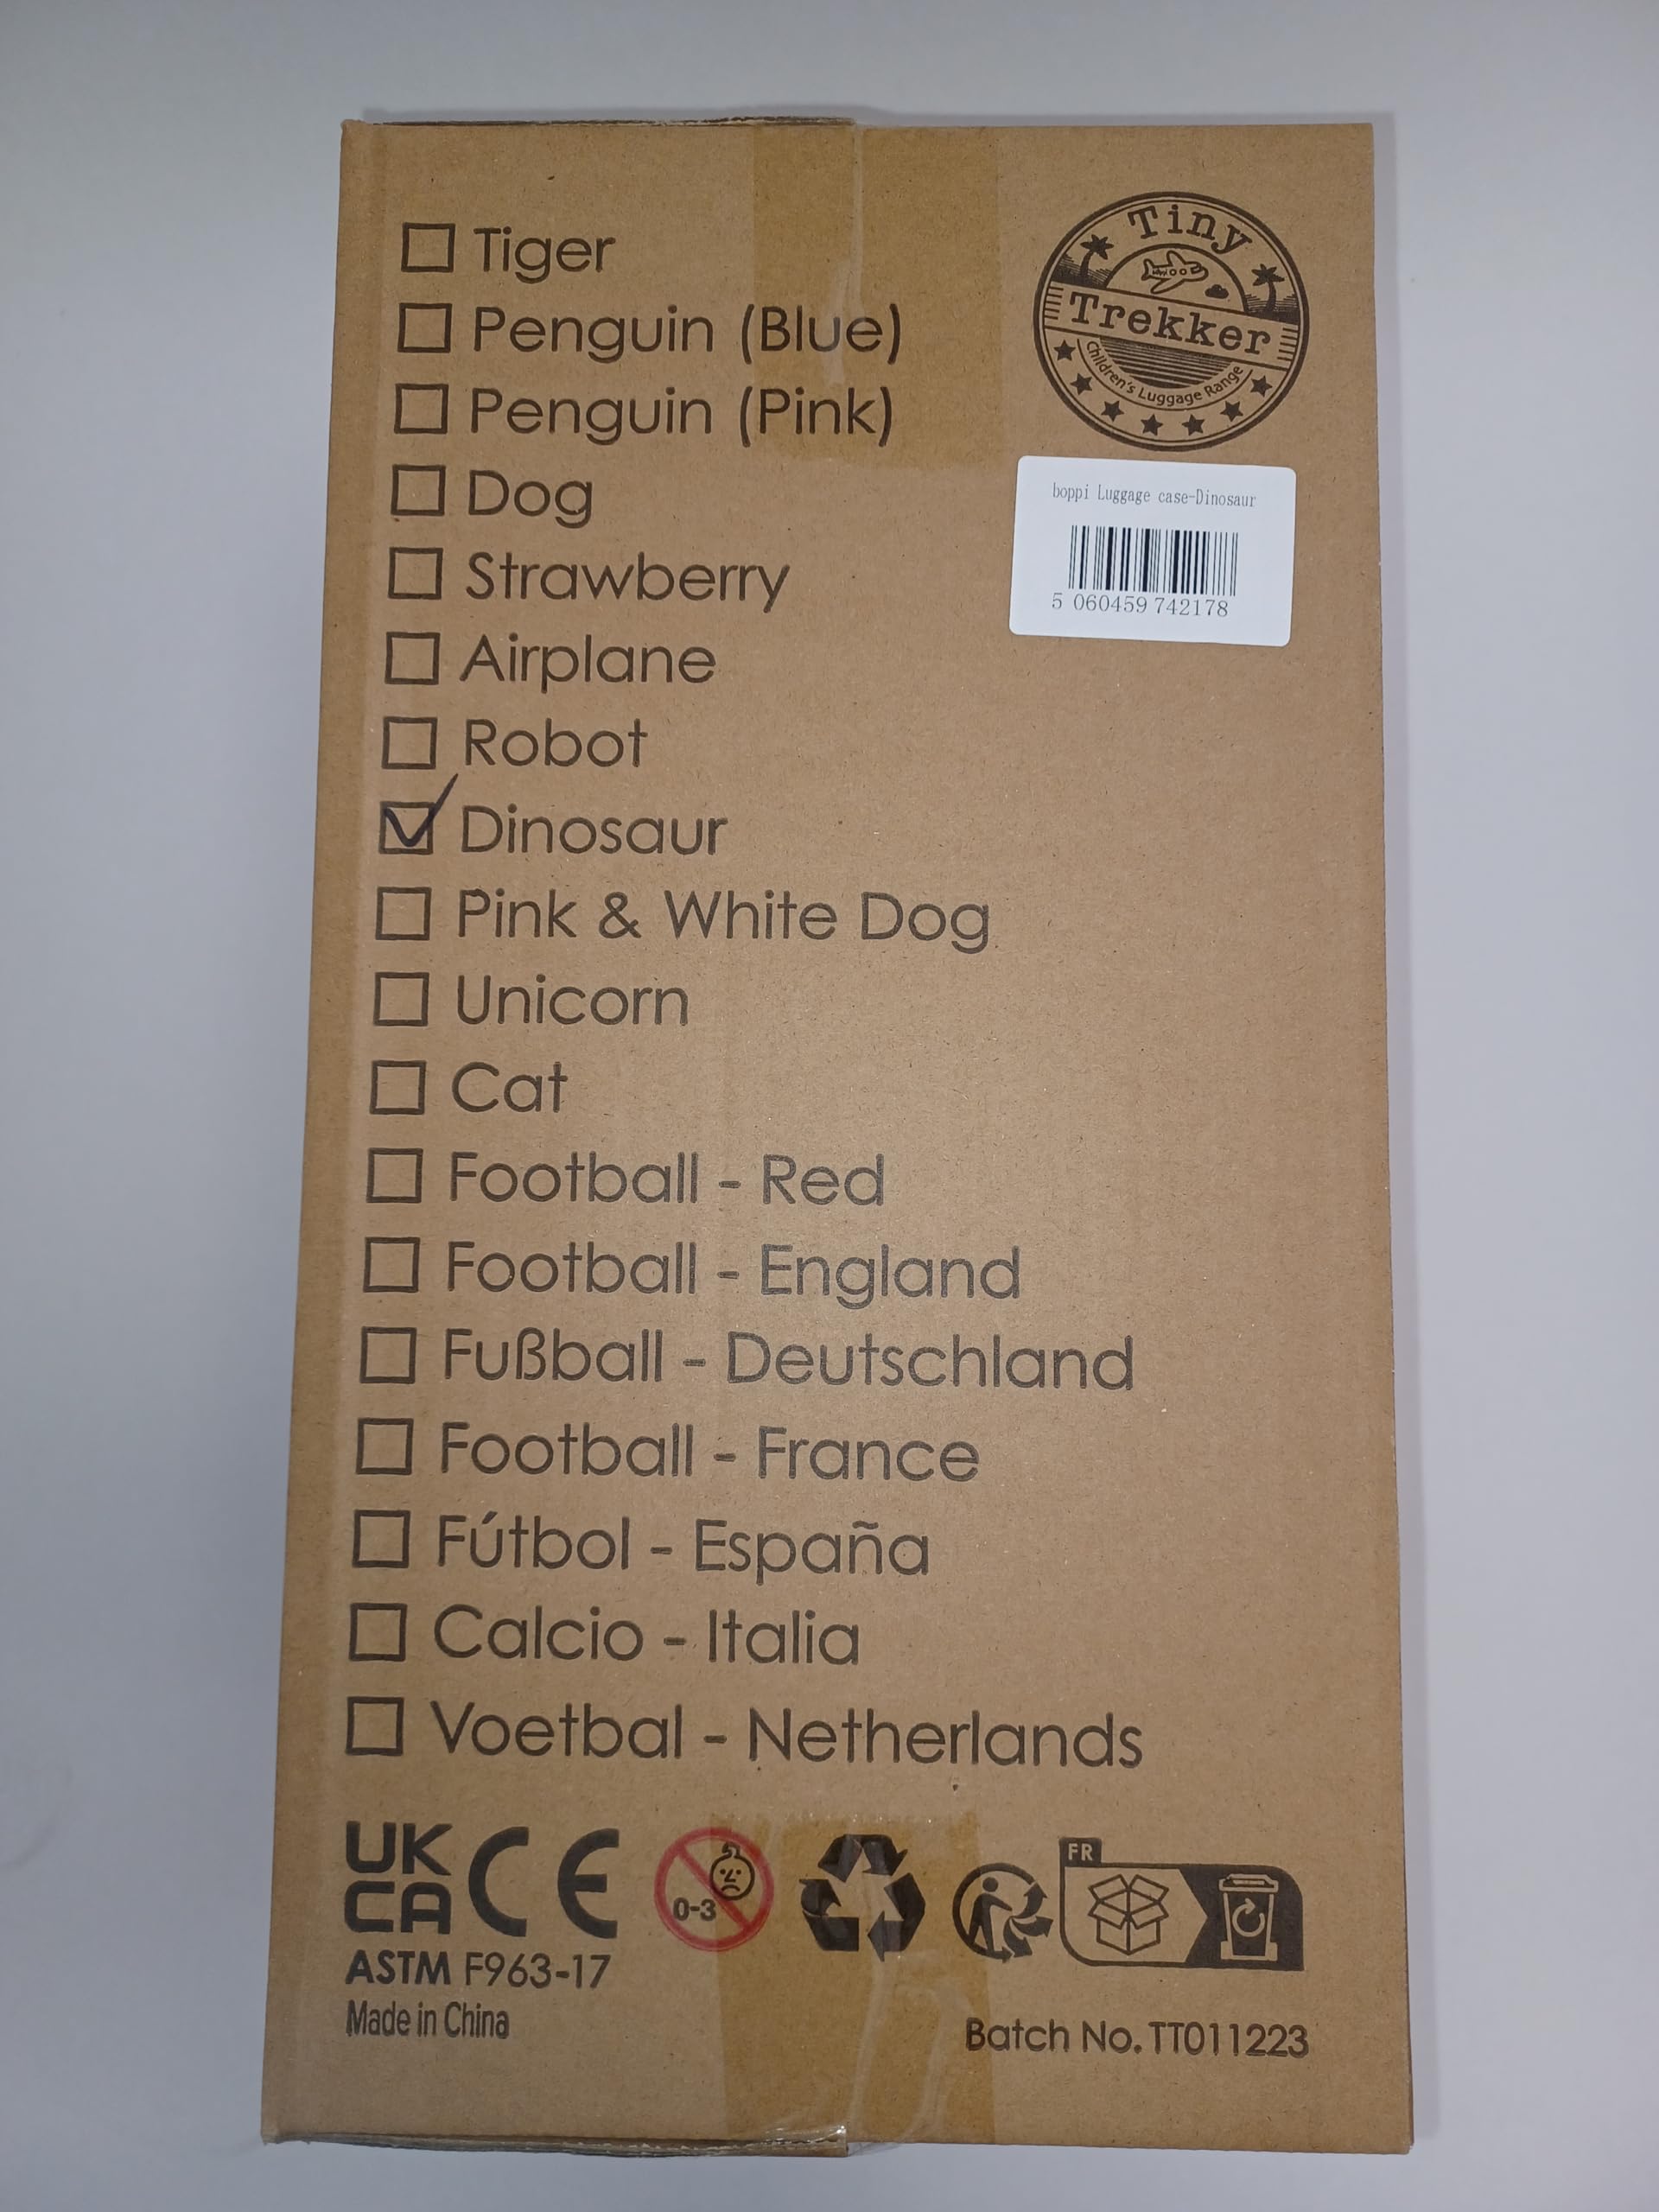 Tiger
Penguin (Blue)
Penguin (Pink)
Dog
Strawberry
Airplane
Robot
Dinosaur
Pink & White Dog
Unicorn
Cat
Football - Red
Football - England
Fußball - Deutschland
Football - France
Fútbol - España
Calcio - Italia
Voetbal - Netherlands
Tiny
Trekker
Children's Luggage Range
boppi Luggage case-Dinosaur
5 060459 742178
UK
CA
CE
0-3
FR
ASTM F963-17
Made in China
Batch No. TT011223